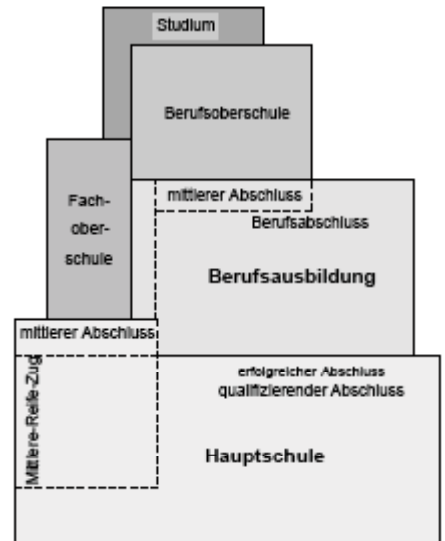 Studium
Berufsoberschule
mittlerer Abschluss
Fach-
ober-
schule
Berufsabschluss
Berufsausbildung
mittlerer Abschluss
Mittlere-Reife-Zug
erfolgreicher Abschluss
qualifizierender Abschluss
Hauptschule